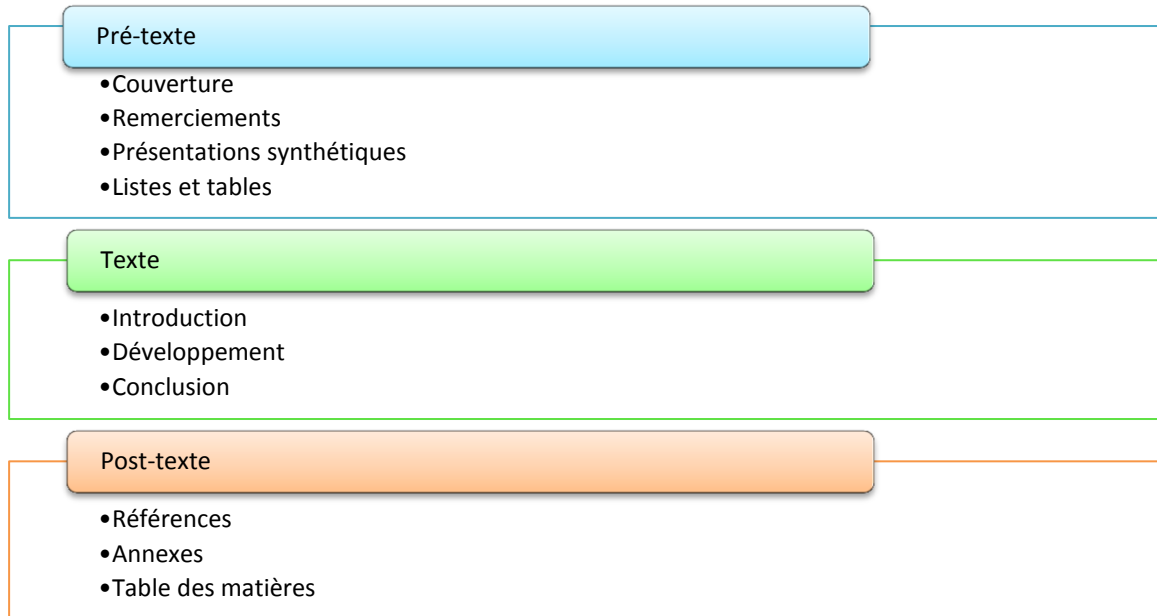 Pré-texte
•Couverture
•Remerciements
•Présentations synthétiques
•Listes et tables
Texte
•Introduction
•Développement
•Conclusion
Post-texte
•Références
•Annexes
•Table des matières